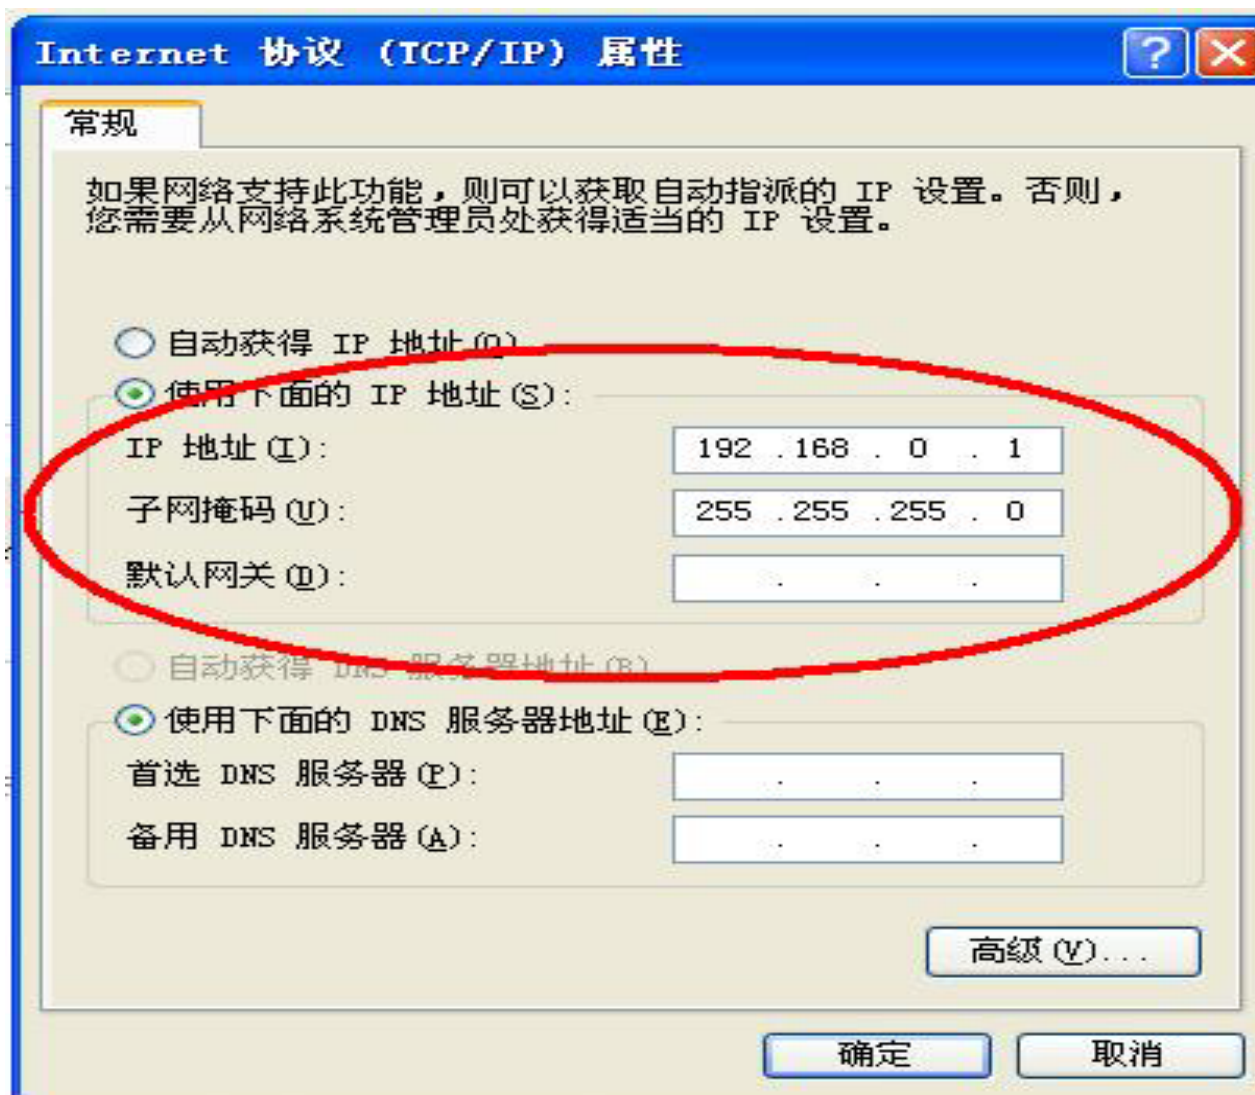 Internet 协议 (TCP/IP) 属性
常规
如果网络支持此功能，则可以获取自动指派的 IP 设置。否则，
您需要从网络系统管理员处获得适当的 IP 设置。
自动获得 IP 地址(O)
使用下面的 IP 地址(S):
IP 地址(I): 192 .168 . 0 . 1
子网掩码(U): 255 .255 .255 . 0
默认网关(D): . . .
自动获得 DNS 服务器地址(B)
使用下面的 DNS 服务器地址(E):
首选 DNS 服务器(P): . . .
备用 DNS 服务器(A): . . .
高级(V)...
确定 取消